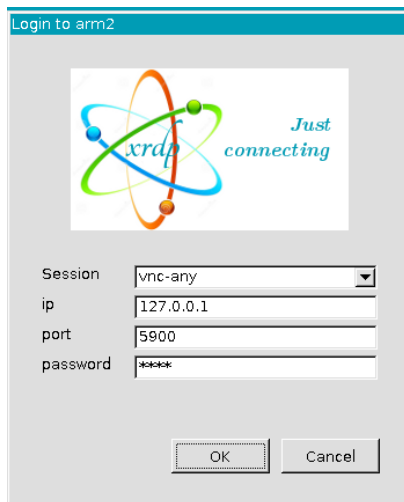 Login to arm2
xrdp
Just
connecting
Session vnc-any
ip 127.0.0.1
port 5900
password ****
OK Cancel